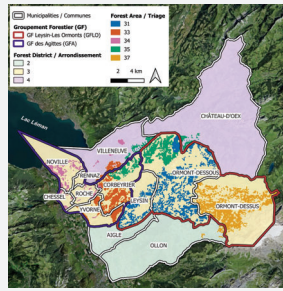 Municipalities / Communes
Groupement Forestier (GF)
GF Leysin-Les Ormonts (GFLO)
GF des Agittes (GFA)
Forest District / Arrondissement
2
3
4
Forest Area / Triage
31
33
34
35
37
2 4 km
Lac Léman
CHÂTEAU-D'OEX
VILLENEUVE
NOVILLE
RENNAZ
ORMONT-DESSOUS
CHESSEL
ROCHE
CORBEYRIER
YVORNE
LEYSIN
ORMONT-DESSUS
AIGLE
OLLON